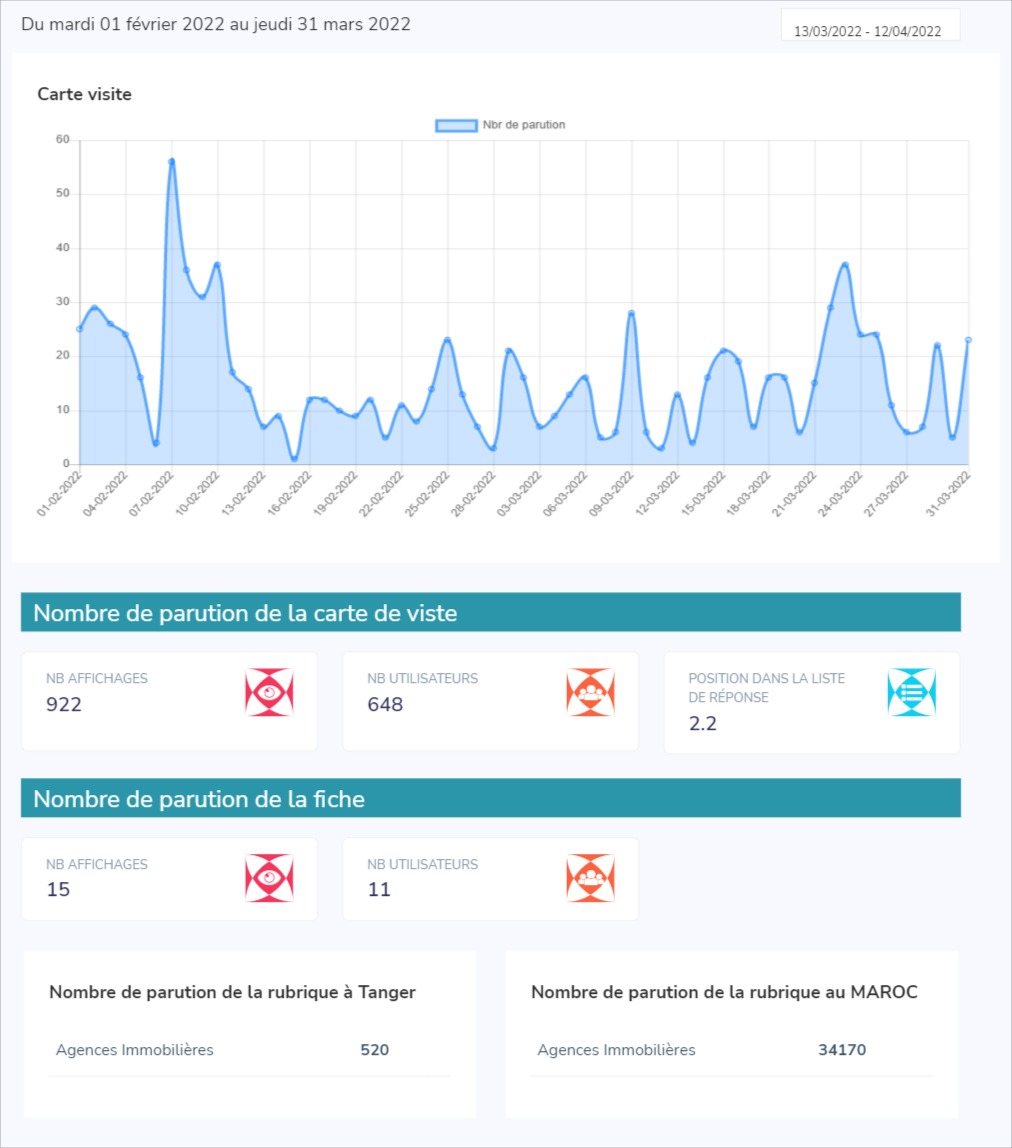 Du mardi 01 février 2022 au jeudi 31 mars 2022
13/03/2022 - 12/04/2022
Carte visite
Nbr de parution
60
50
40
30
20
10
0
01-02-2022
04-02-2022
07-02-2022
10-02-2022
13-02-2022
16-02-2022
19-02-2022
22-02-2022
25-02-2022
28-02-2022
03-03-2022
06-03-2022
09-03-2022
12-03-2022
15-03-2022
18-03-2022
21-03-2022
24-03-2022
27-03-2022
31-03-2022
Nombre de parution de la carte de viste
NB AFFICHAGES
922
NB UTILISATEURS
648
POSITION DANS LA LISTE
DE RÉPONSE
2.2
Nombre de parution de la fiche
NB AFFICHAGES
15
NB UTILISATEURS
11
Nombre de parution de la rubrique à Tanger
Agences Immobilières 520
Nombre de parution de la rubrique au MAROC
Agences Immobilières 34170